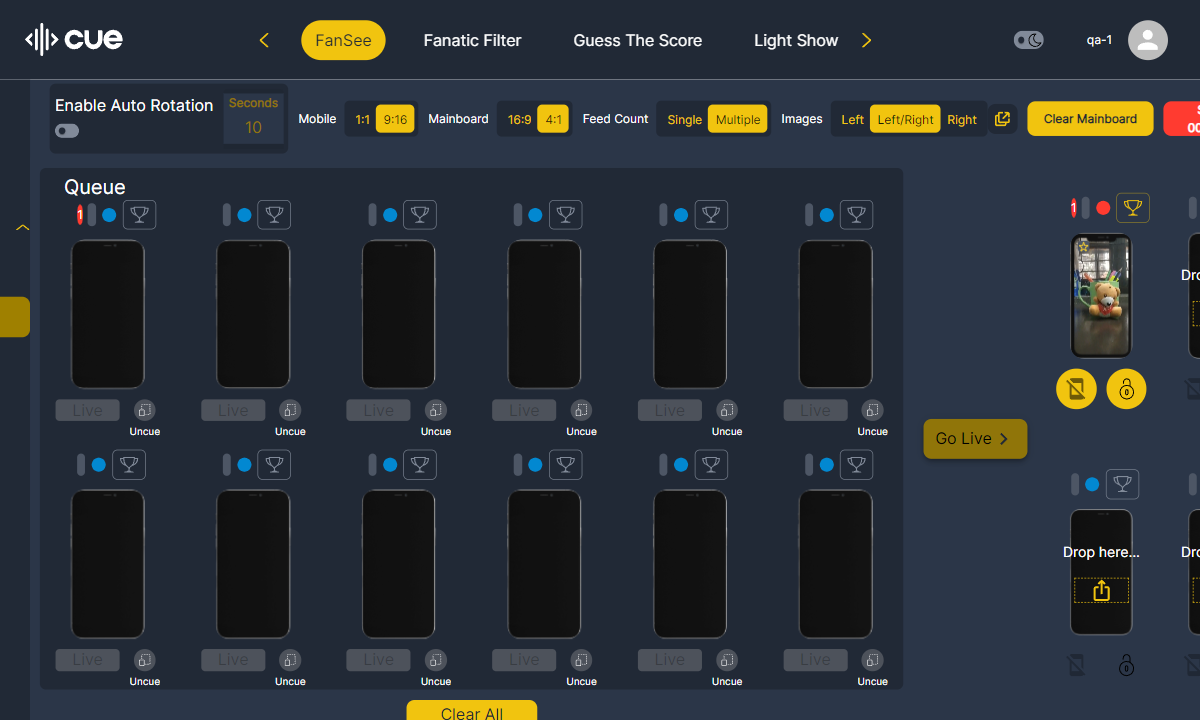 cue
FanSee
Fanatic Filter
Guess The Score
Light Show
qa-1
Enable Auto Rotation
Seconds
10
Mobile
1:1
9:16
Mainboard
16:9
4:1
Feed Count
Single
Multiple
Images
Left
Left/Right
Right
Clear Mainboard
Queue
1
1
Live
Live
Live
Live
Live
Live
Uncue
Uncue
Uncue
Uncue
Uncue
Uncue
Go Live
Drop here...
Live
Live
Live
Live
Live
Live
Uncue
Uncue
Uncue
Uncue
Uncue
Uncue
Clear All